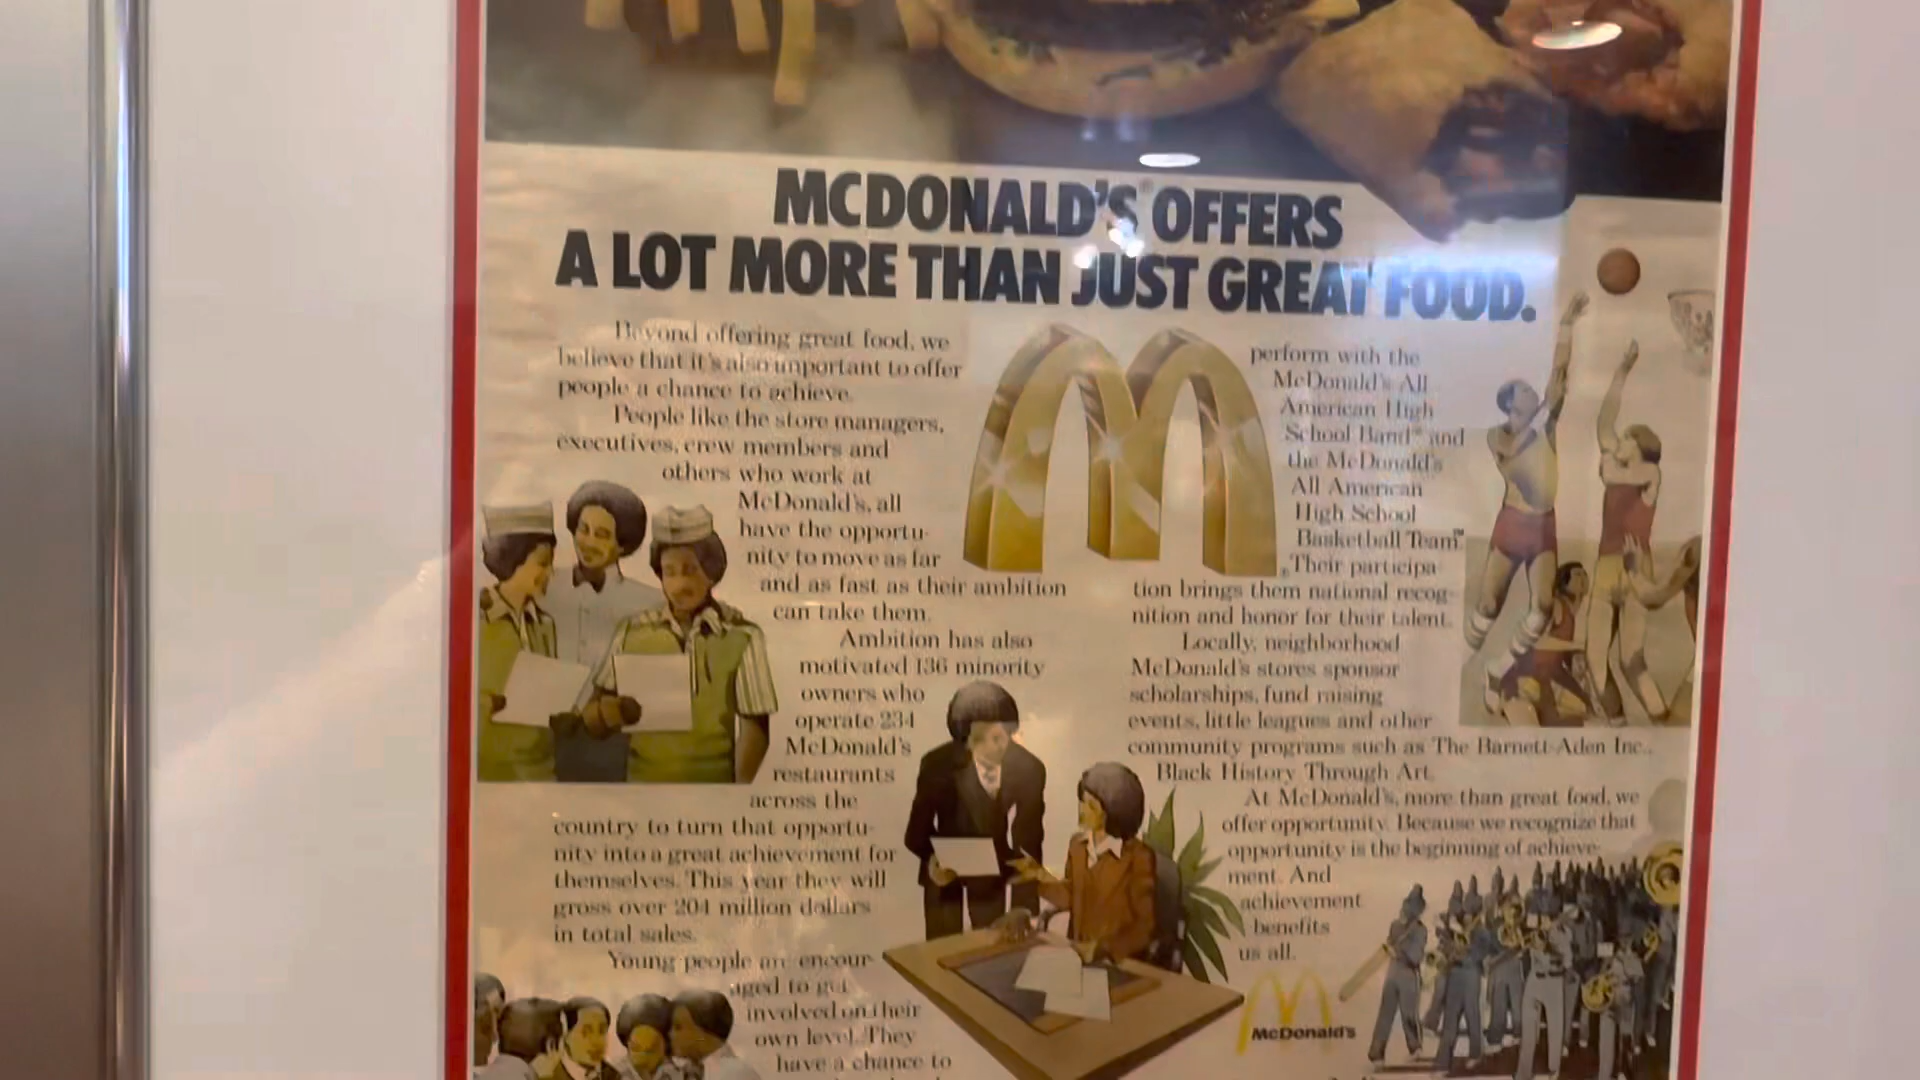 MCDONALD'S® OFFERS
A LOT MORE THAN JUST GREAT FOOD.
Beyond offering great food, we
believe that it's also important to offer
people a chance to achieve.
People like the store managers,
executives, crew members and
others who work at
McDonald's, all
have the opportu-
nity to move as far
and as fast as their ambition
can take them.
Ambition has also
motivated 136 minority
owners who
operate 234
McDonald's
restaurants
across the
country to turn that opportu-
nity into a great achievement for
themselves. This year they will
gross over 204 million dollars
in total sales.
Young people are encour-
aged to get
involved on their
own level. They
have a chance to
perform with the
McDonald's All
American High
School Band® and
the McDonald's
All American
High School
Basketball Team™
Their participa-
tion brings them national recog-
nition and honor for their talent.
Locally, neighborhood
McDonald's stores sponsor
scholarships, fund raising
events, little leagues and other
community programs such as The Barnett-Aden Inc.,
Black History Through Art.
At McDonald's, more than great food, we
offer opportunity. Because we recognize that
opportunity is the beginning of achieve-
ment. And
achievement
benefits
us all.
McDonald's